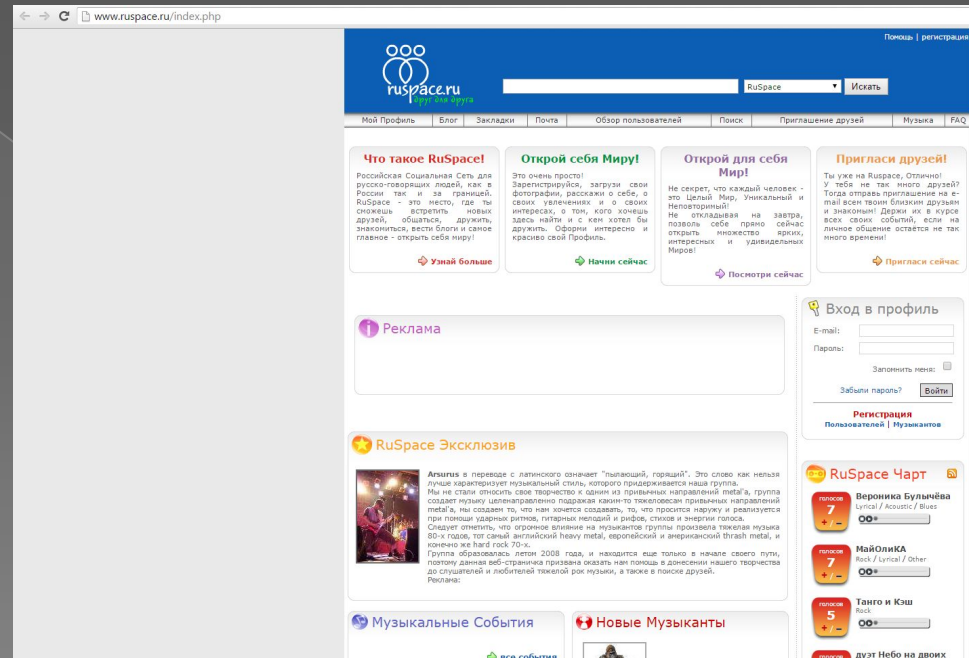 www.ruspace.ru/index.php
Помощь | регистрация
ruspace.ru
друг для друга
RuSpace
Искать
Мой Профиль Блог Закладки Почта Обзор пользователей Поиск Приглашение друзей Музыка FAQ
Что такое RuSpace!
Российская Социальная Сеть для
русско-говорящих людей, как в
России так и за границей.
RuSpace - это место, где ты
сможешь встретить новых
друзей, общаться, дружить,
знакомиться, вести блоги и самое
главное - открыть себя миру!
Узнай больше
Открой себя Миру!
Это очень просто!
Зарегистрируйся, загрузи свои
фотографии, расскажи о себе, о
своих увлечениях и о своих
интересах, о том, кого хочешь
здесь найти и с кем хотел бы
дружить. Оформи интересно и
красиво свой Профиль.
Начни сейчас
Открой для себя
Мир!
Не секрет, что каждый человек -
это Целый Мир, Уникальный и
Неповторимый!
Не откладывая на завтра,
позволь себе прямо сейчас
открыть множество ярких,
интересных и удивидельных
Миров!
Посмотри сейчас
Пригласи друзей!
Ты уже на Ruspace, Отлично!
У тебя не так много друзей?
Тогда отправь приглашение на e-
mail всем твоим близким друзьям
и знакомым! Держи их в курсе
всех своих событий, если на
личное общение остаётся не так
много времени!
Пригласи сейчас
Реклама
Вход в профиль
E-mail:
Пароль:
Запомнить меня:
Забыли пароль? Войти
Регистрация
Пользователей | Музыкантов
RuSpace Эксклюзив
Arsurus в переводе с латинского означает "пылающий, горящий". Это слово как нельзя
лучше характеризует музыкальный стиль, которого придерживается наша группа.
Мы не стали относить свое творчество к одним из привычных направлений metal'а, группа
создает музыку целенаправленно подражая каким-то тяжеловесам привычных направлений
metal'а, мы создаем то, что нам хочется создавать, то, что просится наружу и реализуется
при помощи ударных ритмов, гитарных мелодий и рифов, стихов и энергии голоса.
Следует отметить, что огромное влияние на музыкантов группы произвела тяжелая музыка
80-х годов, тот самый английский heavy metal, европейский и американский thrash metal, и
конечно же hard rock 70-х.
Группа образовалась летом 2008 года, и находится еще только в начале своего пути,
поэтому данная веб-страничка призвана оказать нам помощь в донесении нашего творчества
до слушателей и любителей тяжелой рок музыки, а также в поиске друзей.
Реклама:
RuSpace Чарт
голосов
7
+ / -
Вероника Булычёва
Lyrical / Acoustic / Blues
голосов
7
+ / -
МайОлиКА
Rock / Lyrical / Other
голосов
5
+ / -
Танго и Кэш
Rock
голосов
дуэт Небо на двоих
Музыкальные События
все события
Новые Музыканты